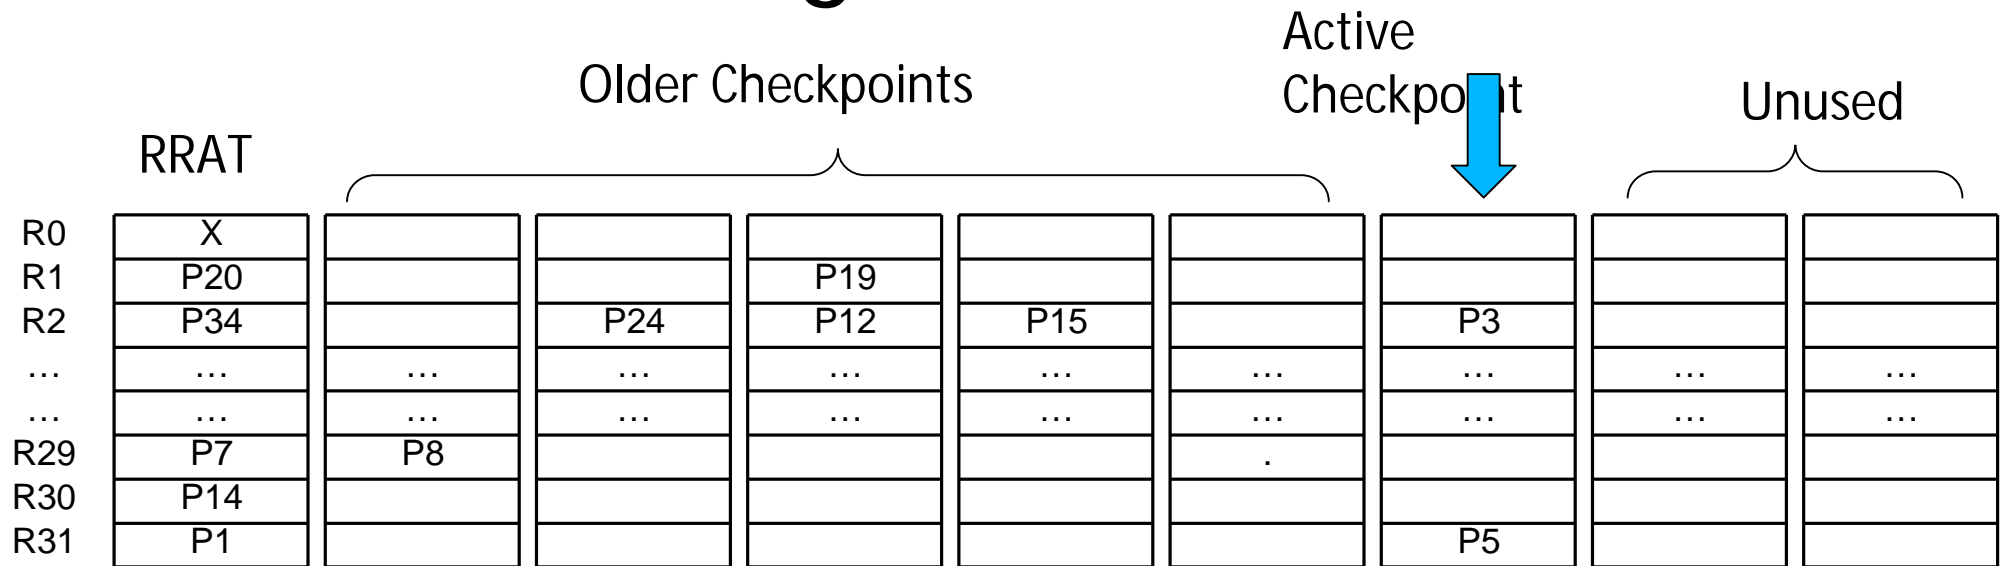 Active
Older Checkpoints Checkpoint Unused
RRAT
R0 X
R1 P20 P19
R2 P34 P24 P12 P15 P3
... ... ... ... ... ... ... ... ...
... ... ... ... ... ... ... ... ...
R29 P7 P8 .
R30 P14
R31 P1 P5